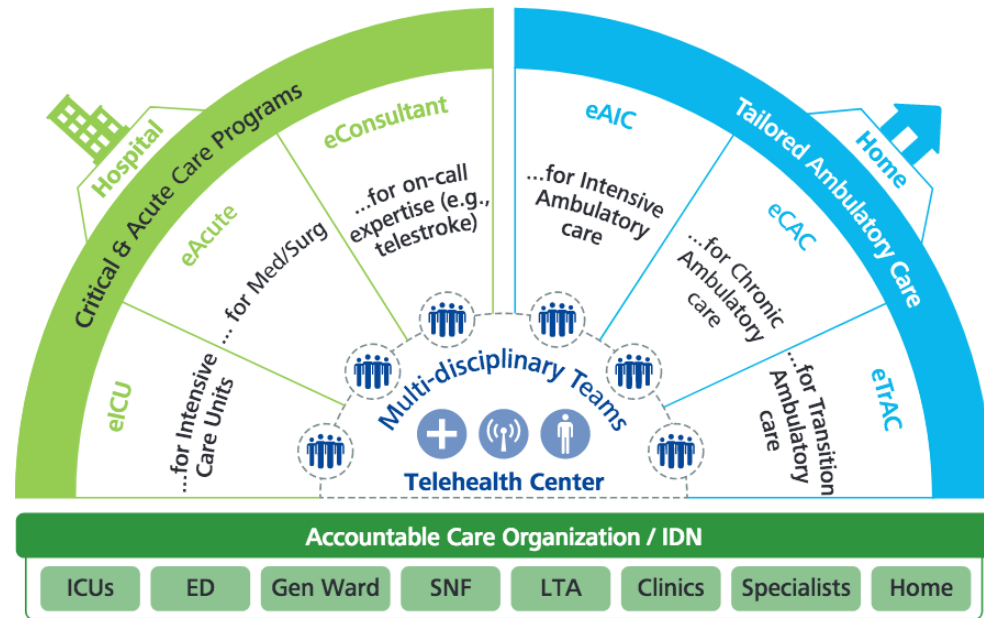 Critical & Acute Care Programs
Hospital
eICU
...for Intensive
Care Units
eAcute
... for Med/Surg
eConsultant
...for on-call
expertise (e.g.,
telestroke)
Tailored Ambulatory Care
Home
eAIC
...for Intensive
Ambulatory
care
eCAC
...for Chronic
Ambulatory
care
eTrAC
...for Transition
Ambulatory
care
Multi-disciplinary Teams
Telehealth Center
Accountable Care Organization / IDN
ICUs
ED
Gen Ward
SNF
LTA
Clinics
Specialists
Home